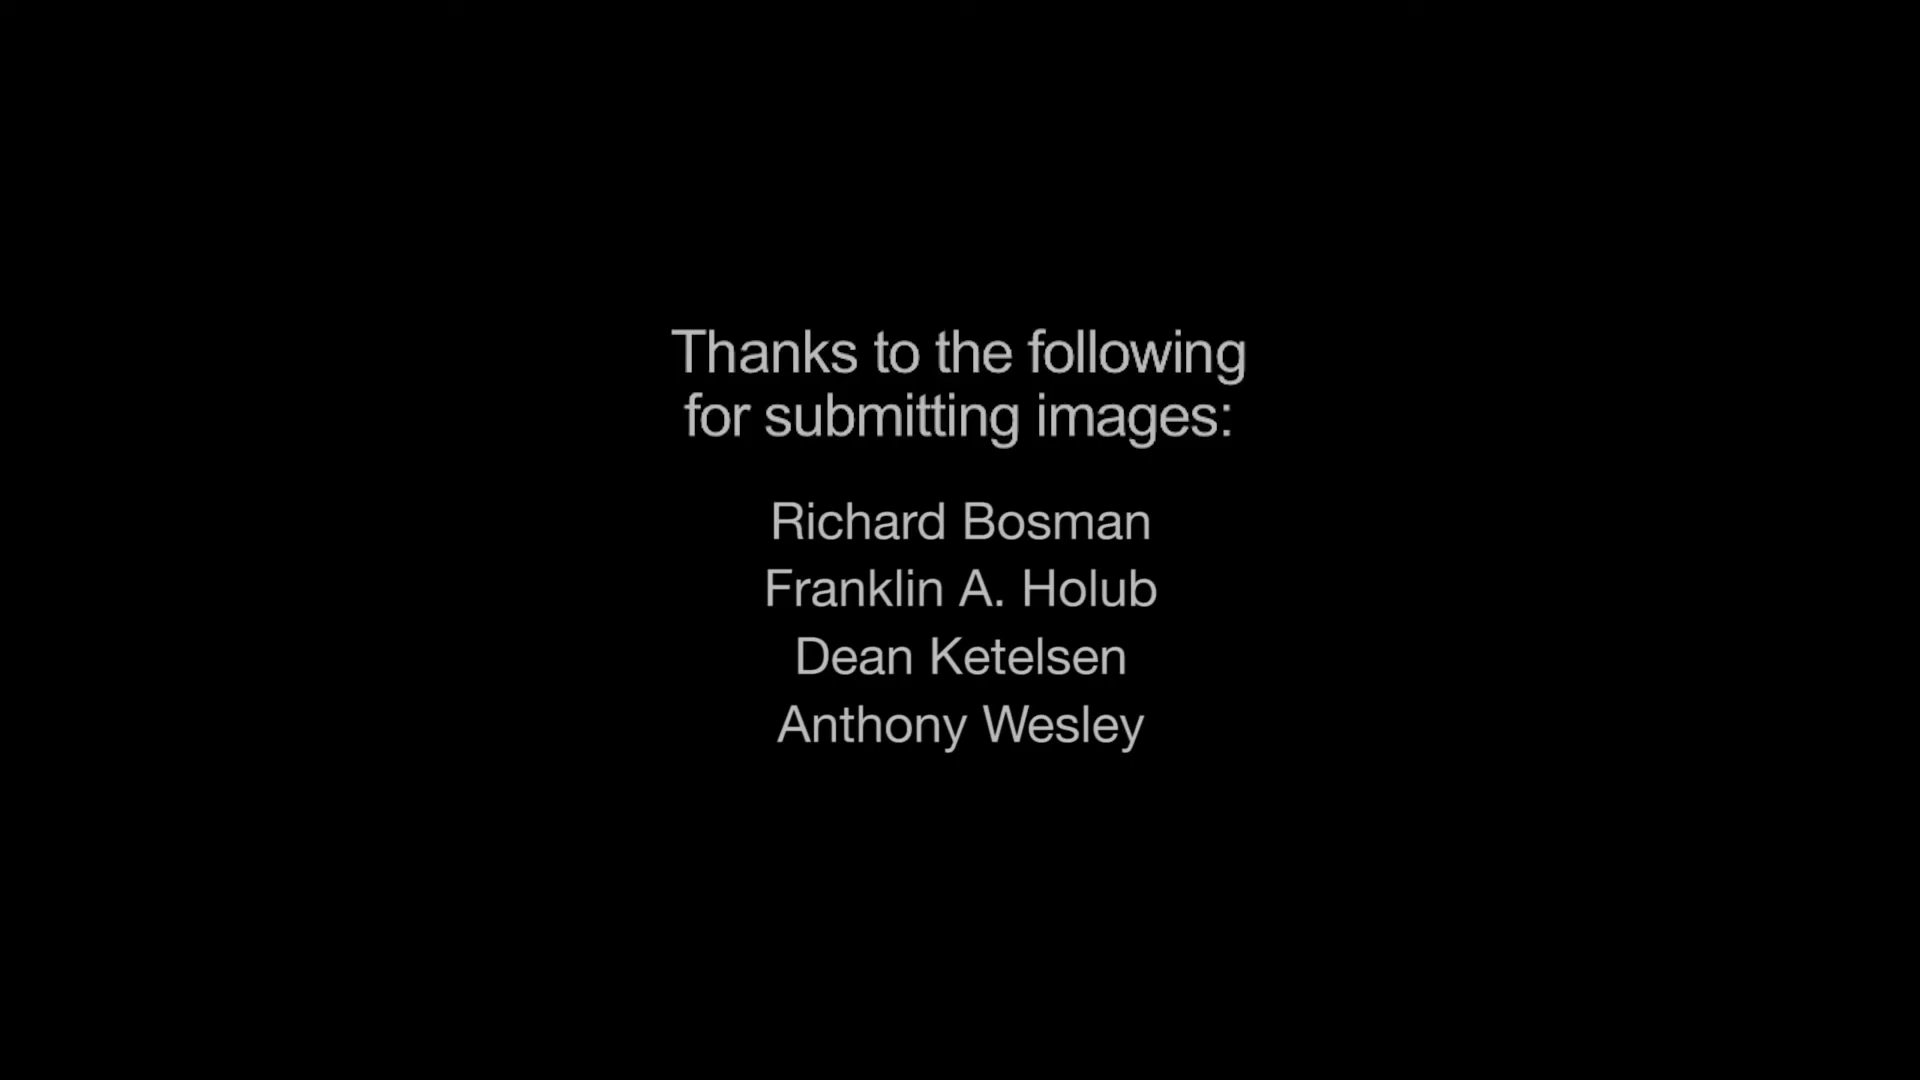 Thanks to the following
for submitting images:
Richard Bosman
Franklin A. Holub
Dean Ketelsen
Anthony Wesley